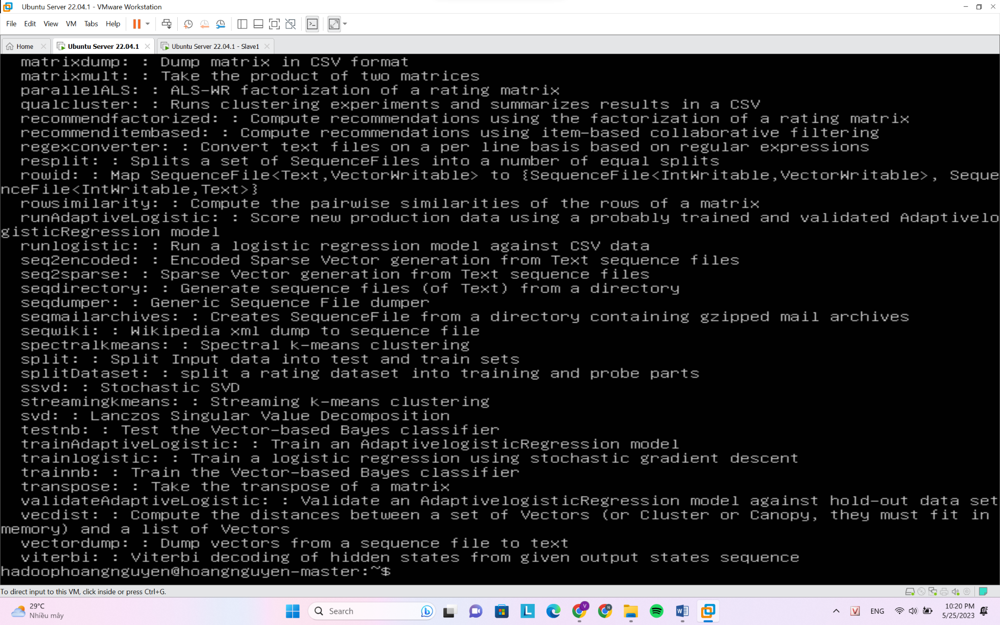 Ubuntu Server 22.04.1 - VMware Workstation
File Edit View VM Tabs Help
Home
Ubuntu Server 22.04.1
Ubuntu Server 22.04.1 - Slave1
matrixdump: : Dump matrix in CSV format
matrixmult: : Take the product of two matrices
parallelALS: : ALS-WR factorization of a rating matrix
qualcluster: : Runs clustering experiments and summarizes results in a CSV
recommendfactorized: : Compute recommendations using the factorization of a rating matrix
recommenditembased: : Compute recommendations using item-based collaborative filtering
regexconverter: : Convert text files on a per line basis based on regular expressions
resplit: : Splits a set of SequenceFiles into a number of equal splits
rowid: : Map SequenceFile<Text,VectorWritable> to {SequenceFile<IntWritable,VectorWritable>, Seque
nceFile<IntWritable,Text>}
rowsimilarity: : Compute the pairwise similarities of the rows of a matrix
runAdaptiveLogistic: : Score new production data using a probably trained and validated Adaptivelo
gisticRegression model
runlogistic: : Run a logistic regression model against CSV data
seq2encoded: : Encoded Sparse Vector generation from Text sequence files
seq2sparse: : Sparse Vector generation from Text sequence files
seqdirectory: : Generate sequence files (of Text) from a directory
seqdumper: : Generic Sequence File dumper
seqmailarchives: : Creates SequenceFile from a directory containing gzipped mail archives
seqwiki: : Wikipedia xml dump to sequence file
spectralkmeans: : Spectral k-means clustering
split: : Split Input data into test and train sets
splitDataset: : split a rating dataset into training and probe parts
ssvd: : Stochastic SVD
streamingkmeans: : Streaming k-means clustering
svd: : Lanczos Singular Value Decomposition
testnb: : Test the Vector-based Bayes classifier
trainAdaptiveLogistic: : Train an AdaptivelogisticRegression model
trainlogistic: : Train a logistic regression using stochastic gradient descent
trainnb: : Train the Vector-based Bayes classifier
transpose: : Take the transpose of a matrix
validateAdaptiveLogistic: : Validate an AdaptivelogisticRegression model against hold-out data set
vecdist: : Compute the distances between a set of Vectors (or Cluster or Canopy, they must fit in
memory) and a list of Vectors
vectordump: : Dump vectors from a sequence file to text
viterbi: : Viterbi decoding of hidden states from given output states sequence
hadoophoangnguyen@hoangnguyen-master:~$
To direct input to this VM, click inside or press Ctrl+G.
29°C
Nhiều mây
Search
ENG
10:20 PM
5/25/2023